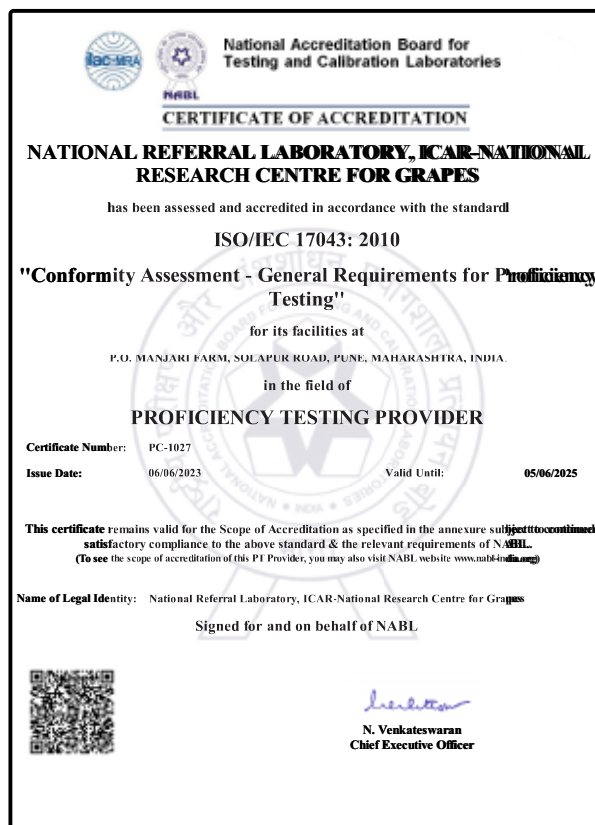 ilac-MRA
NABL
National Accreditation Board for
Testing and Calibration Laboratories
CERTIFICATE OF ACCREDITATION
NATIONAL REFERRAL LABORATORY, ICAR-NATIONAL
RESEARCH CENTRE FOR GRAPES
has been assessed and accredited in accordance with the standard
ISO/IEC 17043: 2010
"Conformity Assessment - General Requirements for Proficiency
Testing"
for its facilities at
P.O. MANJARI FARM, SOLAPUR ROAD, PUNE, MAHARASHTRA, INDIA.
in the field of
PROFICIENCY TESTING PROVIDER
Certificate Number: PC-1027
Issue Date: 06/06/2023 Valid Until: 05/06/2025
This certificate remains valid for the Scope of Accreditation as specified in the annexure subject to continued
satisfactory compliance to the above standard & the relevant requirements of NABL.
(To see the scope of accreditation of this PT Provider, you may also visit NABL website www.nabl-india.org)
Name of Legal Identity: National Referral Laboratory, ICAR-National Research Centre for Grapes
Signed for and on behalf of NABL
N. Venkateswaran
Chief Executive Officer